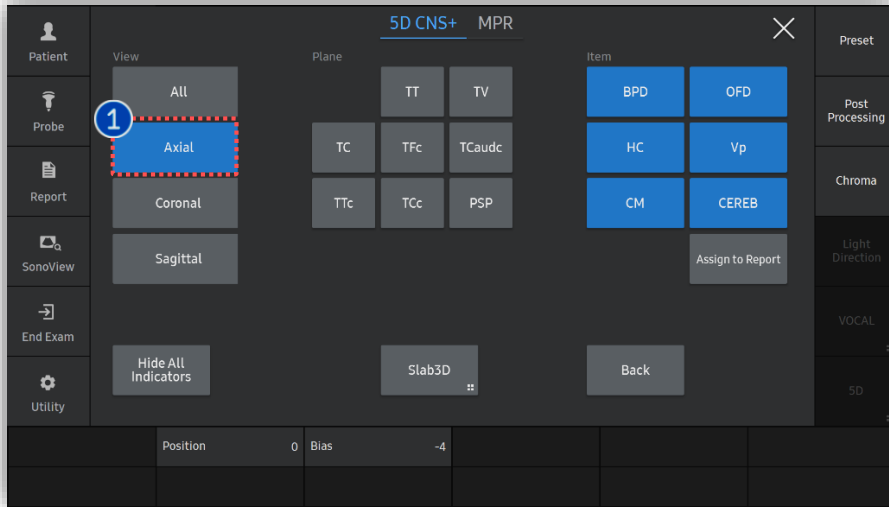 5D CNS+ MPR
Patient
Probe
Report
SonoView
End Exam
Utility
View
All
1
Axial
Coronal
Sagittal
Hide All
Indicators
Plane
TT TV
TC TFc TCaudc
TTc TCc PSP
Slab3D
Item
BPD OFD
HC Vp
CM CEREB
Assign to Report
Back
Preset
Post
Processing
Chroma
Light
Direction
VOCAL
5D
Position 0 Bias -4